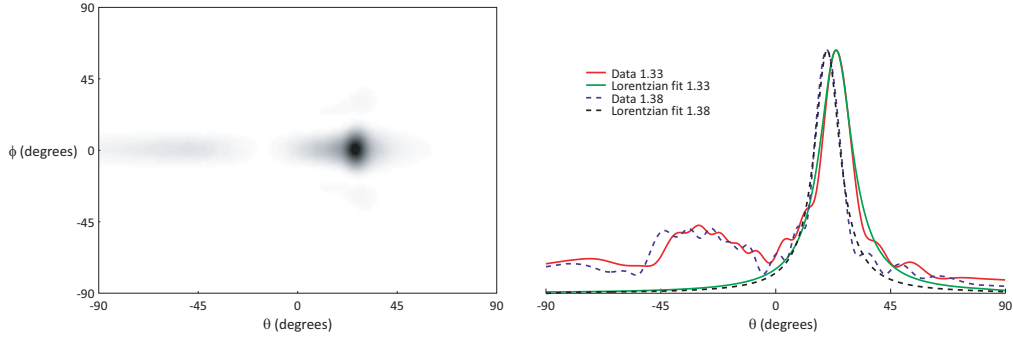 90
45
0
-45
-90
ϕ (degrees)
-90
-45
0
45
90
θ (degrees)
Data 1.33
Lorentzian fit 1.33
Data 1.38
Lorentzian fit 1.38
-90
-45
0
45
90
θ (degrees)